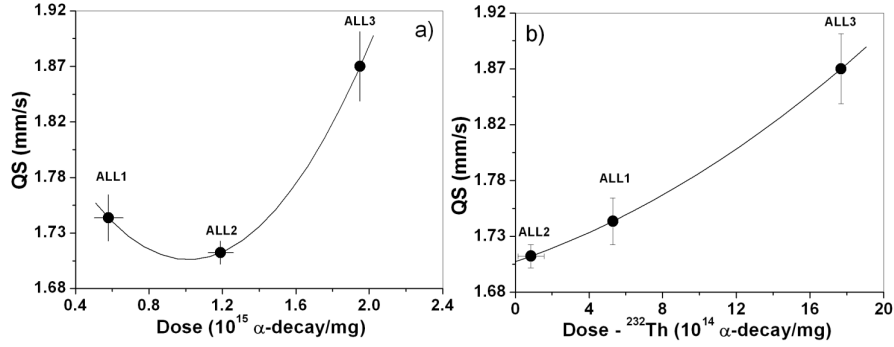 a)
QS (mm/s)
1.92
1.87
1.82
1.78
1.73
1.68
ALL1
ALL2
ALL3
0.4 0.8 1.2 1.6 2.0 2.4
Dose (10¹⁵ α-decay/mg)
b)
QS (mm/s)
1.92
1.87
1.82
1.78
1.73
1.68
ALL2
ALL1
ALL3
0 4 8 12 16 20
Dose - ²³²Th (10¹⁴ α-decay/mg)